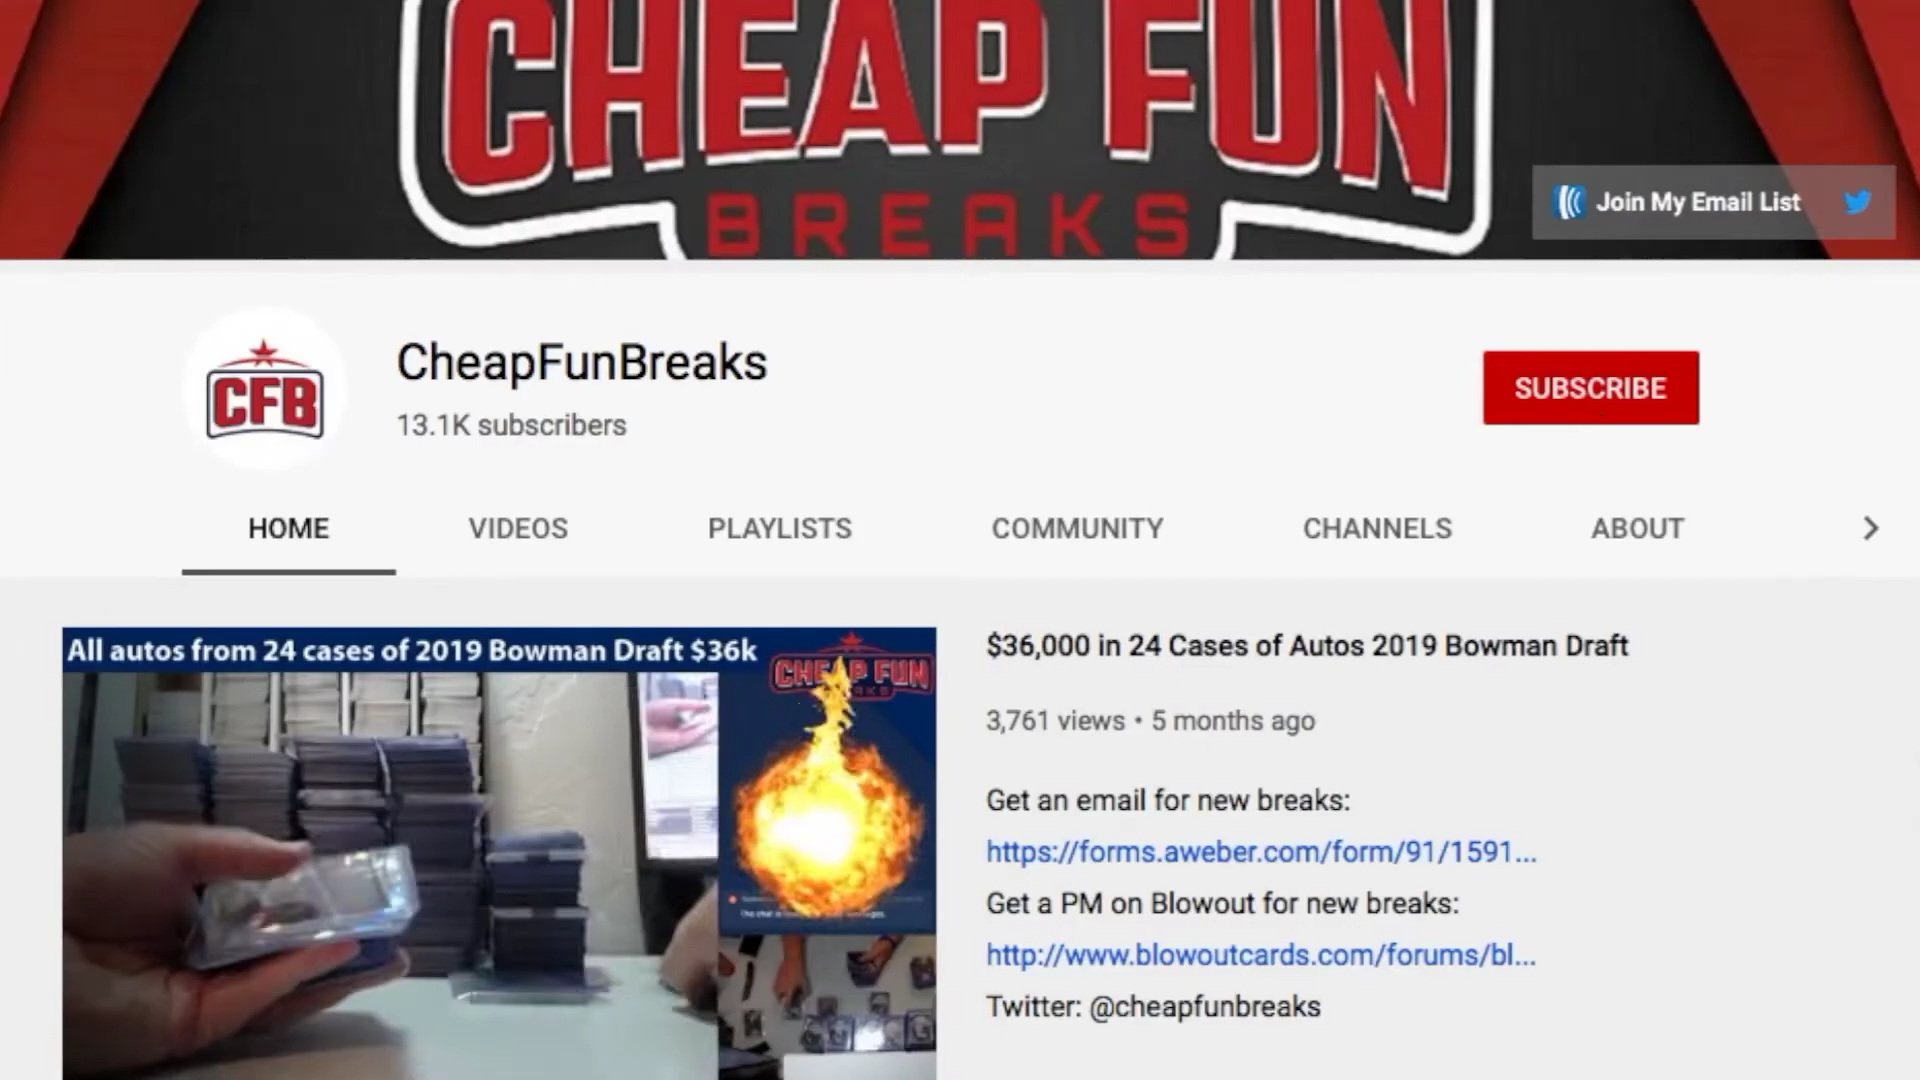 CHEAP FUN
BREAKS
Join My Email List
CFB
CheapFunBreaks
13.1K subscribers
SUBSCRIBE
HOME
VIDEOS
PLAYLISTS
COMMUNITY
CHANNELS
ABOUT
All autos from 24 cases of 2019 Bowman Draft $36k
CHEAP FUN
$36,000 in 24 Cases of Autos 2019 Bowman Draft
3,761 views • 5 months ago
Get an email for new breaks:
https://forms.aweber.com/form/91/1591...
Get a PM on Blowout for new breaks:
http://www.blowoutcards.com/forums/bl...
Twitter: @cheapfunbreaks